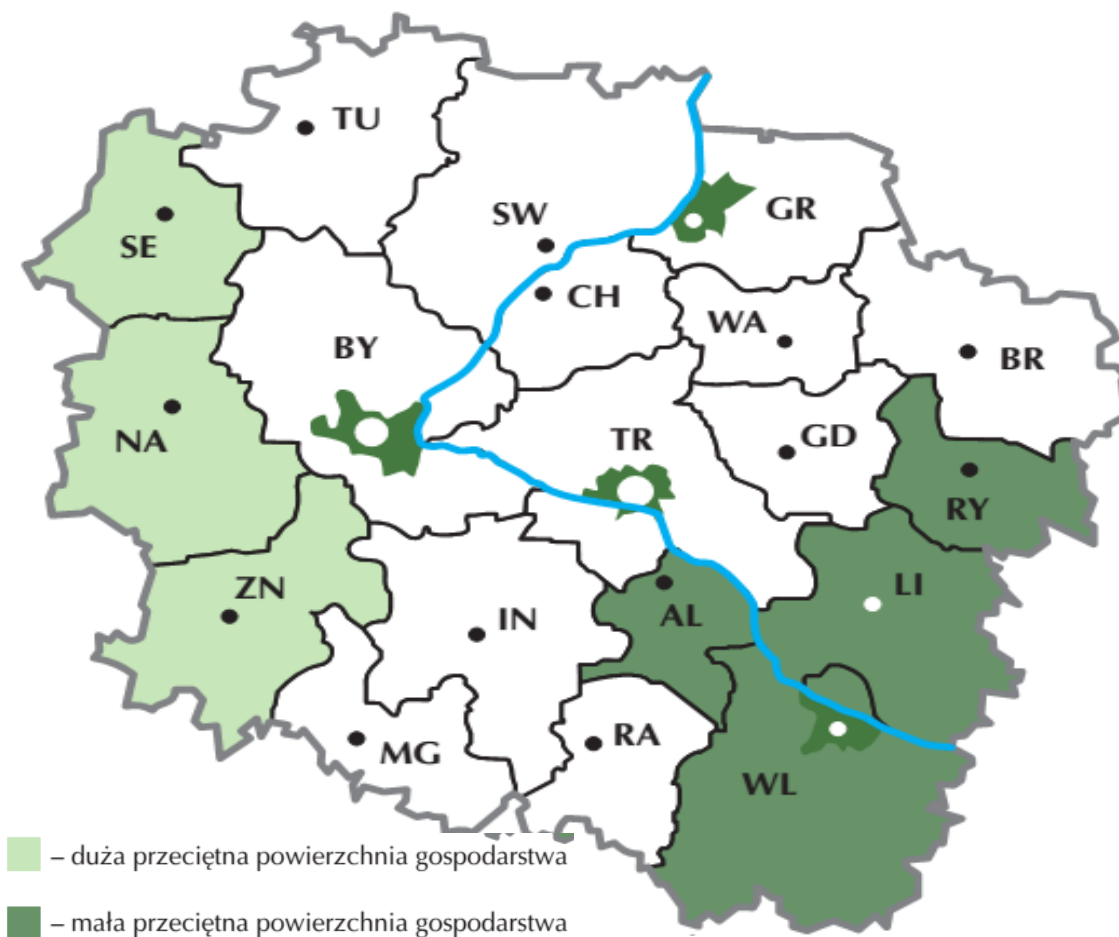 TU
SW
GR
SE
CH
WA
BY
BR
NA
TR
GD
RY
ZN
LI
IN
AL
RA
MG
WL
– duża przeciętna powierzchnia gospodarstwa
– mała przeciętna powierzchnia gospodarstwa